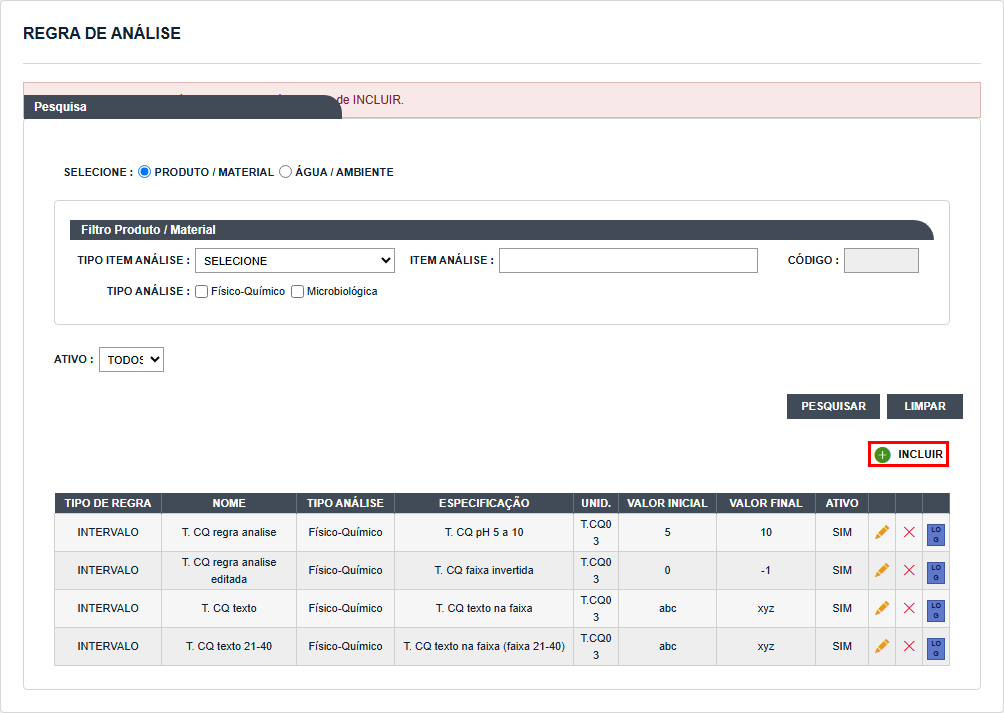 REGRA DE ANÁLISE
de INCLUIR.
Pesquisa
SELECIONE : PRODUTO / MATERIAL ÁGUA / AMBIENTE
Filtro Produto / Material
TIPO ITEM ANÁLISE : SELECIONE ITEM ANÁLISE : CÓDIGO :
TIPO ANÁLISE : Físico-Químico Microbiológica
ATIVO : TODOS
PESQUISAR LIMPAR
INCLUIR
TIPO DE REGRA NOME TIPO ANÁLISE ESPECIFICAÇÃO UNID. VALOR INICIAL VALOR FINAL ATIVO
INTERVALO T. CQ regra analise Físico-Químico T. CQ pH 5 a 10 T.CQ03 5 10 SIM LOG
INTERVALO T. CQ regra analise editada Físico-Químico T. CQ faixa invertida T.CQ03 0 -1 SIM LOG
INTERVALO T. CQ texto Físico-Químico T. CQ texto na faixa T.CQ03 abc xyz SIM LOG
INTERVALO T. CQ texto 21-40 Físico-Químico T. CQ texto na faixa (faixa 21-40) T.CQ03 abc xyz SIM LOG